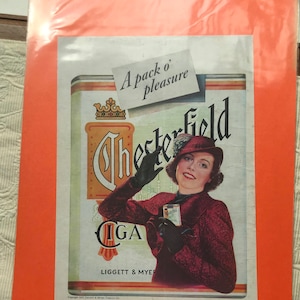 A pack o'
pleasure
Chesterfield
CIGA
LIGGETT & MYE